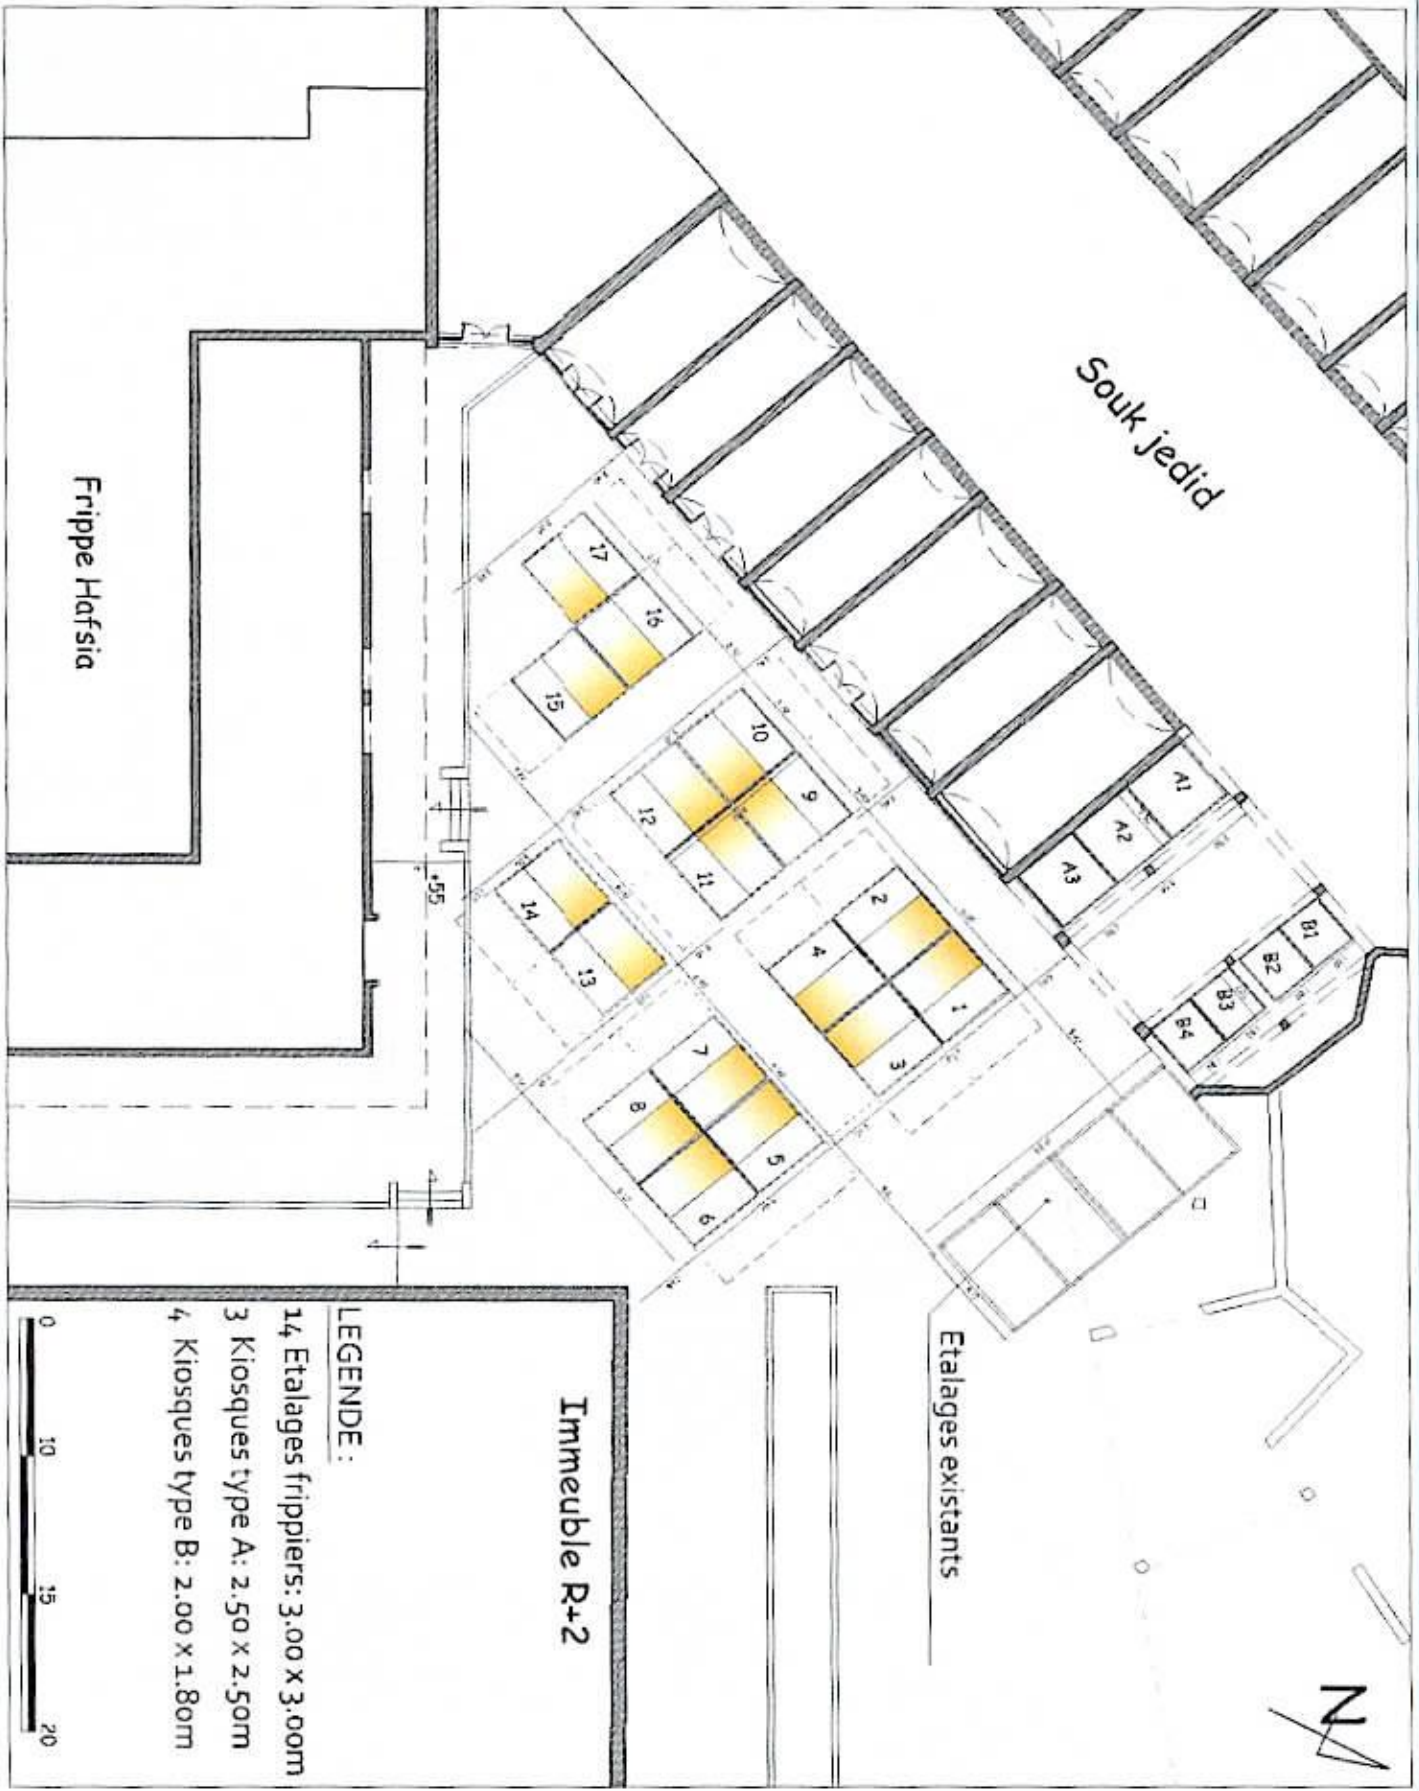 Souk jedid
Frippe Hafsia
A1
A2
A3
B1
B2
B3
B4
17
16
15
10
9
12
11
14
13
2
1
4
3
7
5
8
6
+55
Etalages existants
Immeuble R+2
LEGENDE :
14 Etalages frippiers: 3.00 x 3.00m
3 Kiosques type A: 2.50 x 2.50m
4 Kiosques type B: 2.00 x 1.80m
0 10 15 20
N